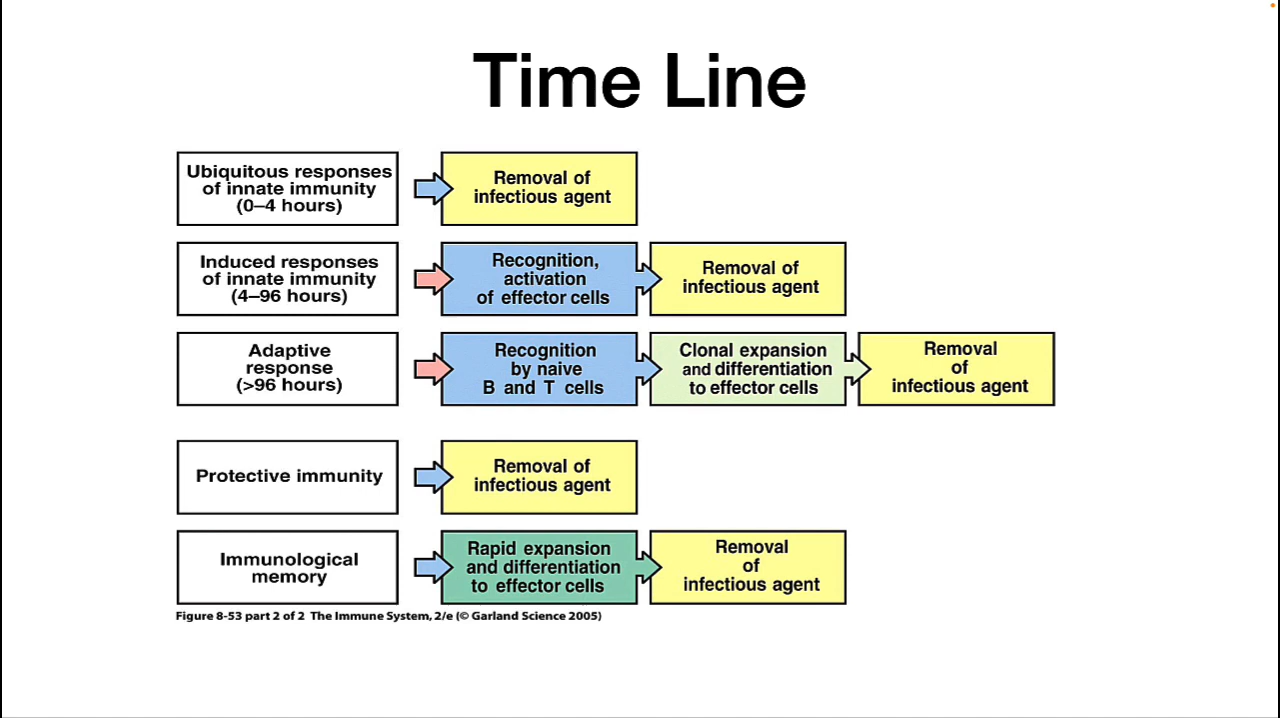 Time Line
Ubiquitous responses
of innate immunity
(0–4 hours)
Removal of
infectious agent
Induced responses
of innate immunity
(4–96 hours)
Recognition,
activation
of effector cells
Removal of
infectious agent
Adaptive
response
(>96 hours)
Recognition
by naive
B and T cells
Clonal expansion
and differentiation
to effector cells
Removal
of
infectious agent
Protective immunity
Removal of
infectious agent
Immunological
memory
Rapid expansion
and differentiation
to effector cells
Removal
of
infectious agent
Figure 8-53 part 2 of 2 The Immune System, 2/e (© Garland Science 2005)